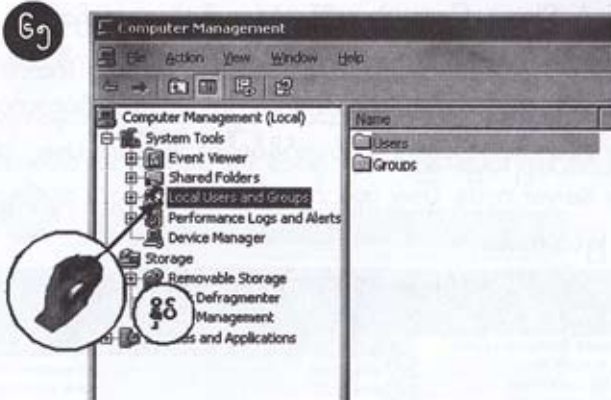 Computer Management
File Action View Window Help
Computer Management (Local)
System Tools
Event Viewer
Shared Folders
Local Users and Groups
Performance Logs and Alerts
Device Manager
Storage
Removable Storage
Defragmenter
Management
and Applications
Name
Users
Groups